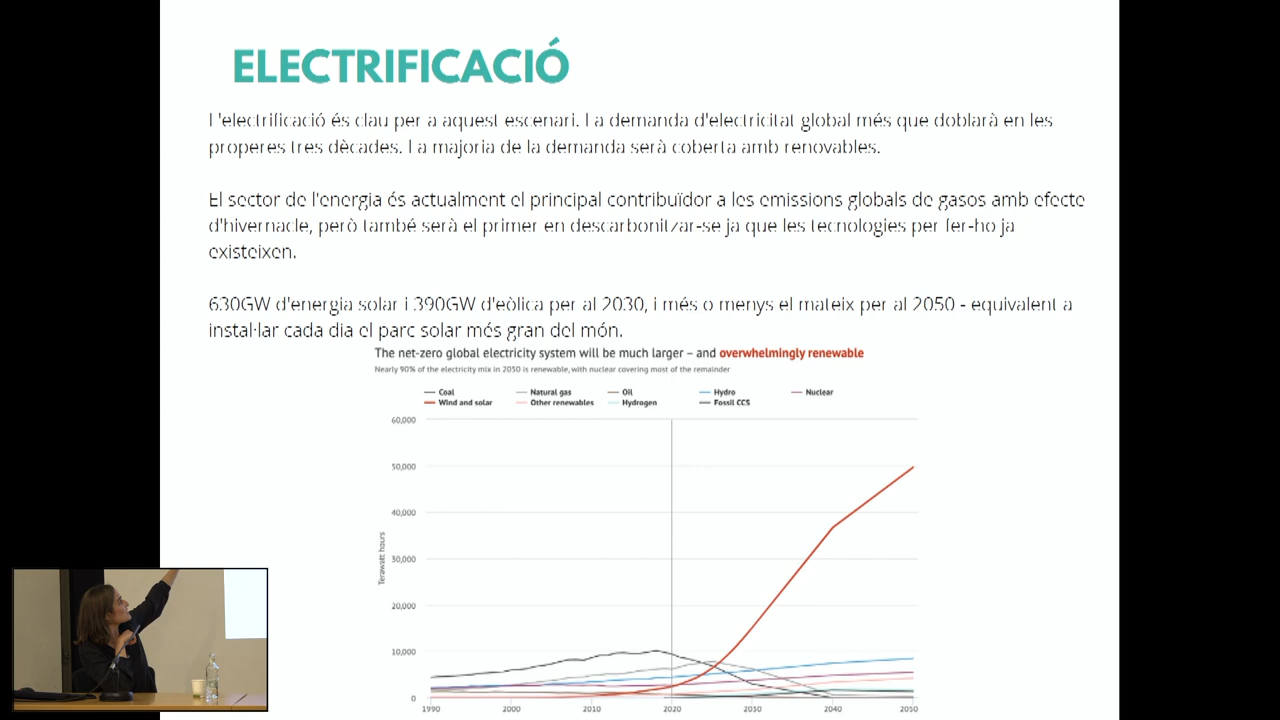 ELECTRIFICACIÓ
L'electrificació és clau per a aquest escenari. La demanda d'electricitat global més que doblarà en les
properes tres dècades. La majoria de la demanda serà coberta amb renovables.
El sector de l'energia és actualment el principal contribuïdor a les emissions globals de gasos amb efecte
d'hivernacle, però també serà el primer en descarbonitzar-se ja que les tecnologies per fer-ho ja
existeixen.
630GW d'energia solar i 390GW d'eòlica per al 2030, i més o menys el mateix per al 2050 - equivalent a
instal·lar cada dia el parc solar més gran del món.
The net-zero global electricity system will be much larger – and overwhelmingly renewable
Nearly 90% of the electricity mix in 2050 is renewable, with nuclear covering most of the remainder
Coal Natural gas Oil Hydro Nuclear
Wind and solar Other renewables Hydrogen Fossil CCS
60,000
50,000
40,000
30,000
20,000
10,000
0
Terawatt hours
1990 2000 2010 2020 2030 2040 2050